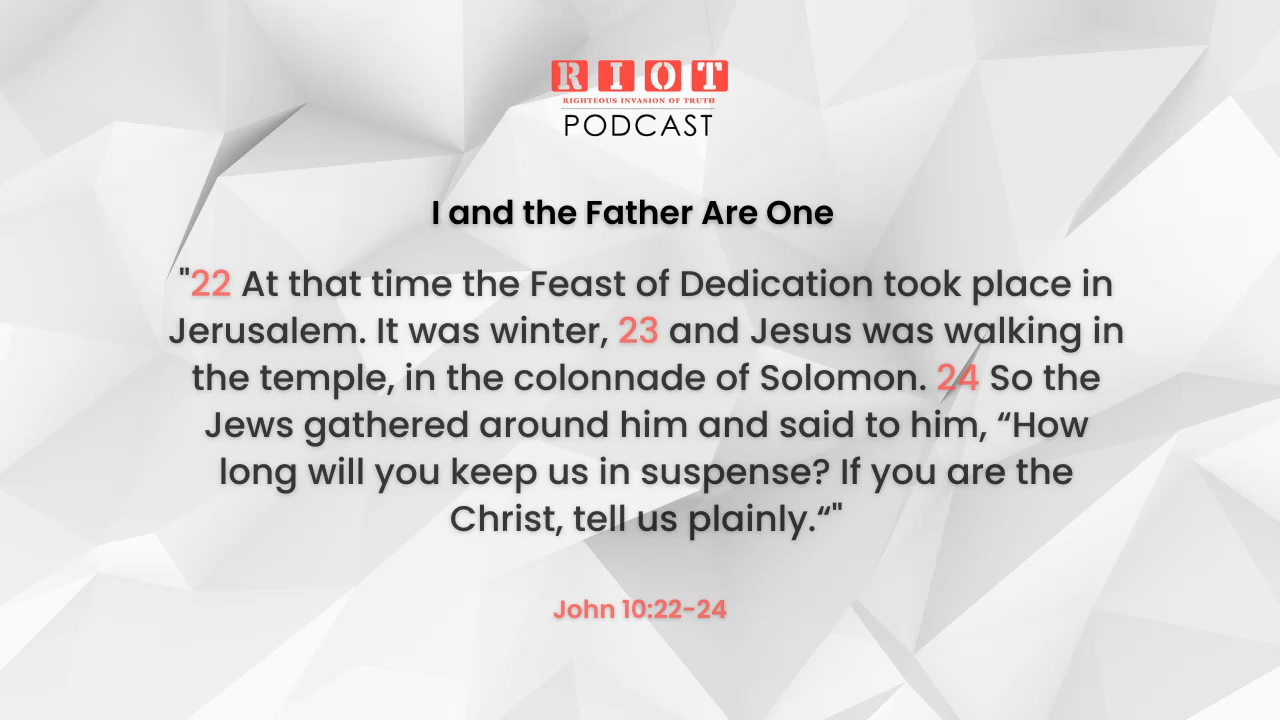 RIOT
RIGHTEOUS INVASION OF TRUTH
PODCAST
I and the Father Are One
"22 At that time the Feast of Dedication took place in
Jerusalem. It was winter, 23 and Jesus was walking in
the temple, in the colonnade of Solomon. 24 So the
Jews gathered around him and said to him, “How
long will you keep us in suspense? If you are the
Christ, tell us plainly.“"
John 10:22-24